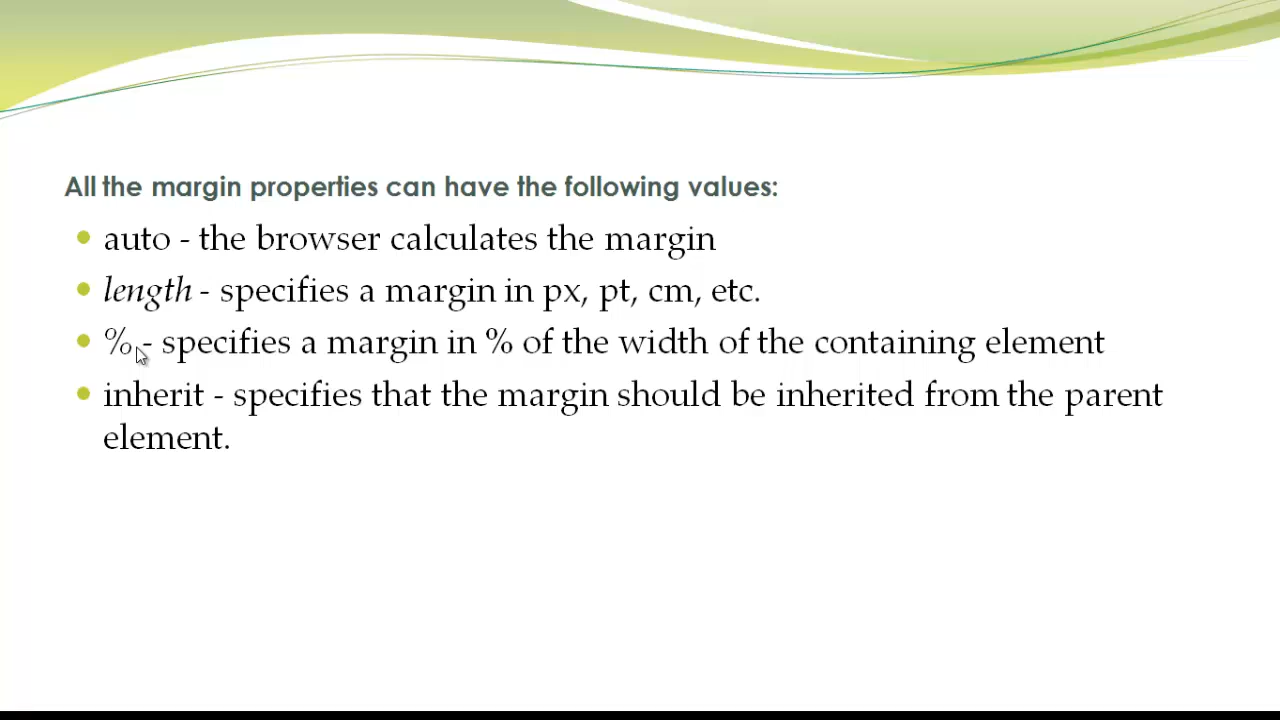 All the margin properties can have the following values:
auto - the browser calculates the margin
length - specifies a margin in px, pt, cm, etc.
% - specifies a margin in % of the width of the containing element
inherit - specifies that the margin should be inherited from the parent
element.